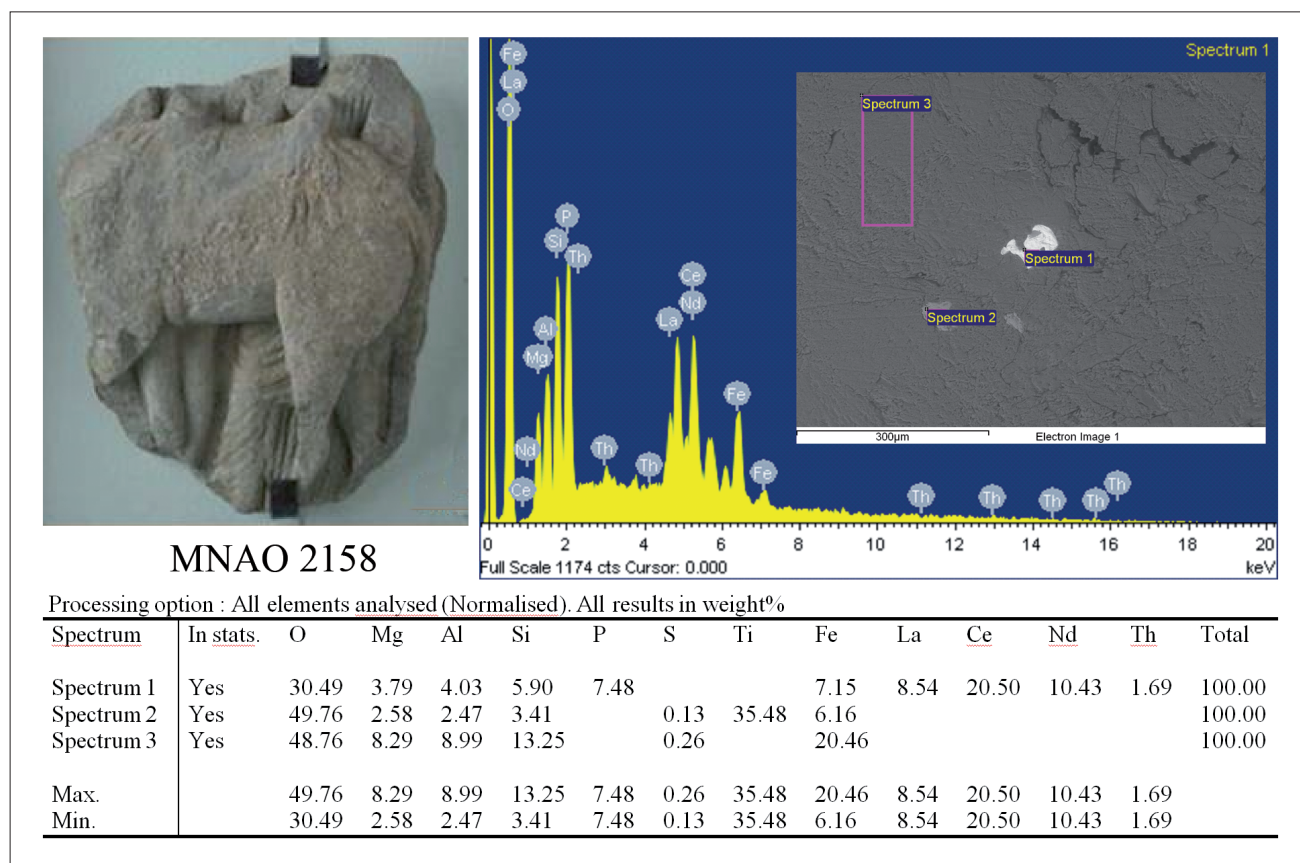 MNAO 2158
Spectrum 1
Fe
La
O
P
Si
Th
Al
Mg
Nd
Ce
Th
Th
La
Ce
Nd
Fe
Fe
Th
Th
Th
Th
Th
Spectrum 3
Spectrum 1
Spectrum 2
300µm Electron Image 1
0 2 4 6 8 10 12 14 16 18 20
Full Scale 1174 cts Cursor: 0.000 keV
Processing option : All elements analysed (Normalised). All results in weight%
Spectrum In stats. O Mg Al Si P S Ti Fe La Ce Nd Th Total
Spectrum 1 Yes 30.49 3.79 4.03 5.90 7.48 7.15 8.54 20.50 10.43 1.69 100.00
Spectrum 2 Yes 49.76 2.58 2.47 3.41 0.13 35.48 6.16 100.00
Spectrum 3 Yes 48.76 8.29 8.99 13.25 0.26 20.46 100.00
Max. 49.76 8.29 8.99 13.25 7.48 0.26 35.48 20.46 8.54 20.50 10.43 1.69
Min. 30.49 2.58 2.47 3.41 7.48 0.13 35.48 6.16 8.54 20.50 10.43 1.69